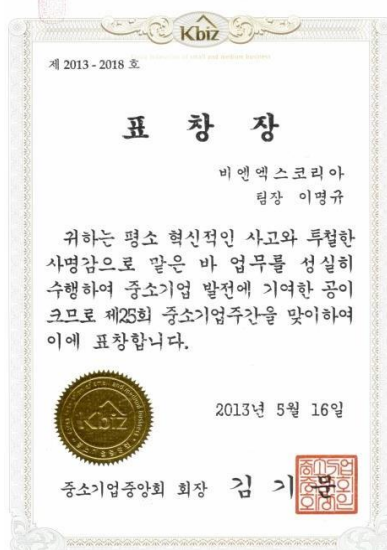 Kbiz
제 2013 - 2018 호
표 창 장
비엔엑스코리아
팀장 이명규
귀하는 평소 혁신적인 사고와 투철한
사명감으로 맡은 바 업무를 성실히
수행하여 중소기업 발전에 기여한 공이
크므로 제25회 중소기업주간을 맞이하여
이에 표창합니다.
2013년 5월 16일
Kbiz
중소기업중앙회 회장 김 기 문